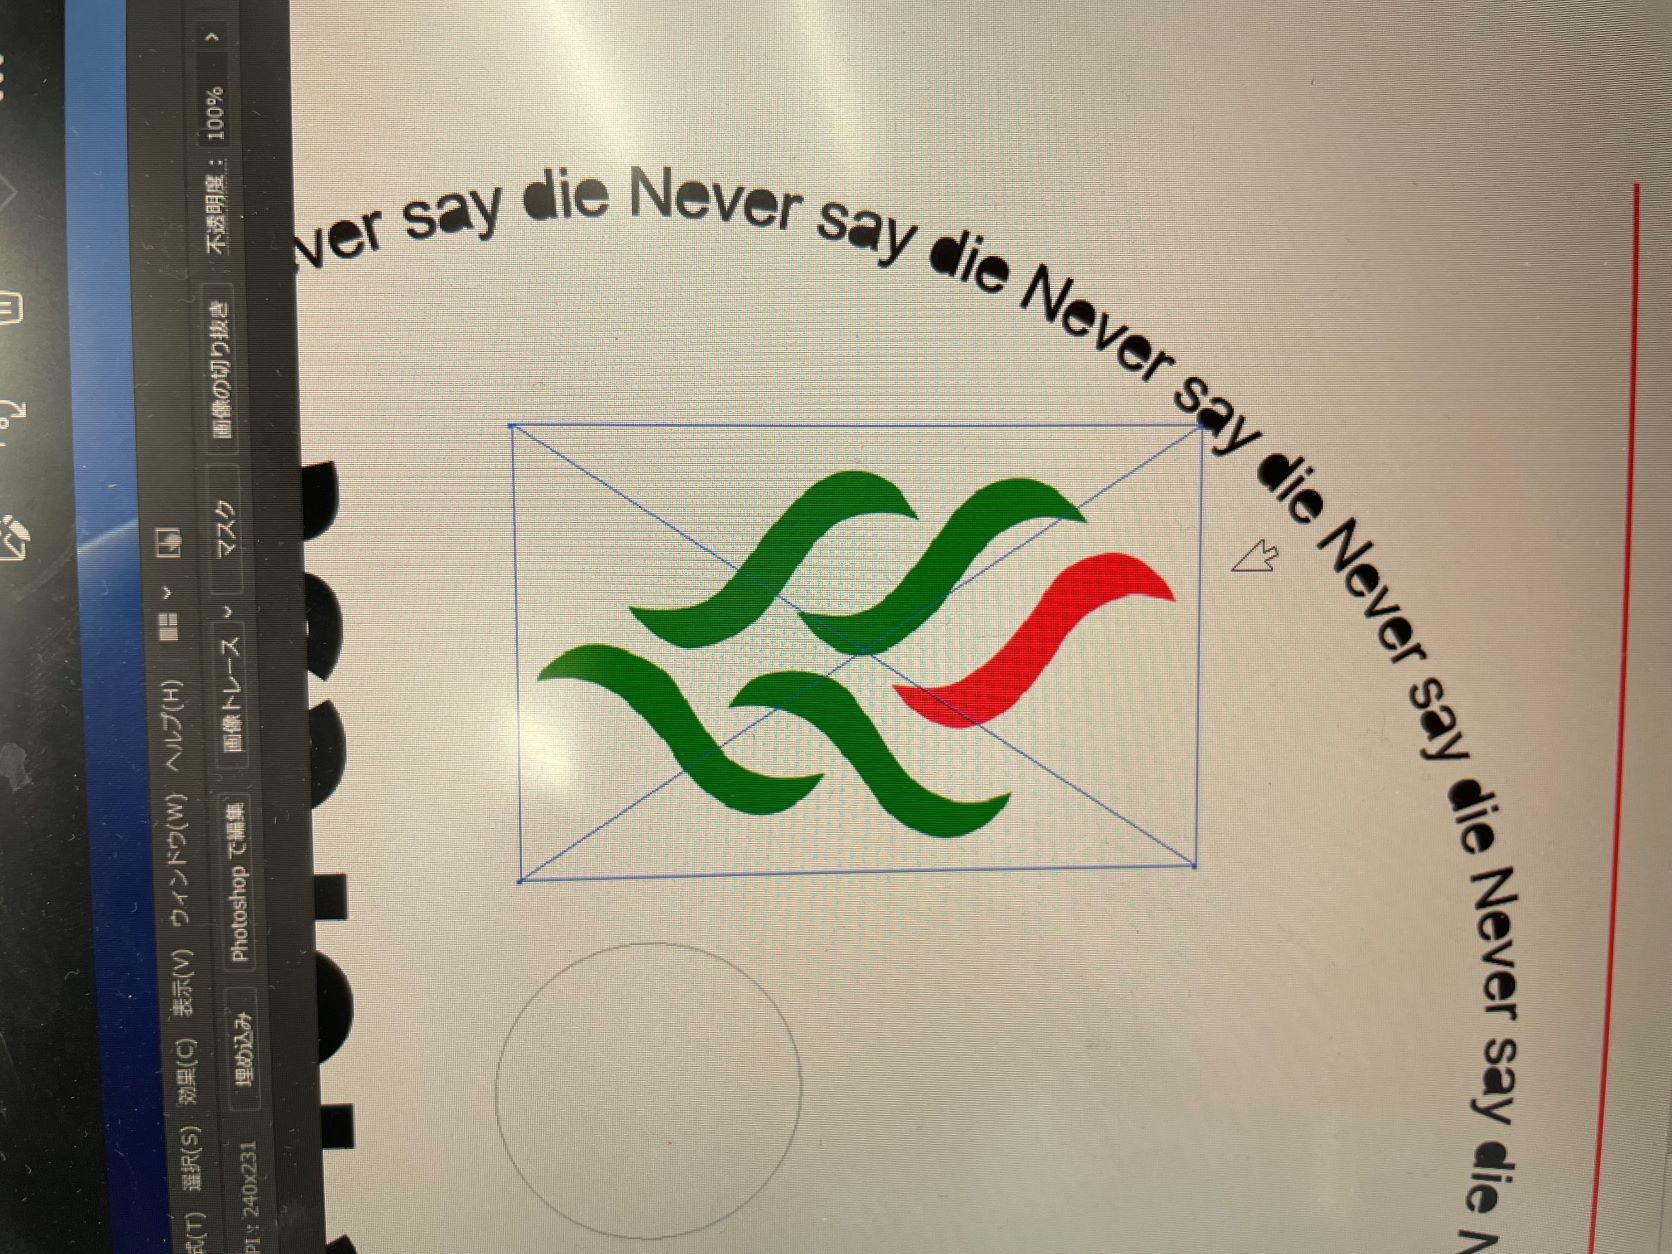 式(T) 選択(S) 効果(C) 表示(V) ウィンドウ(W) ヘルプ(H)
PI : 240x231 埋め込み Photoshop で編集 画像トレース マスク 画像の切り抜き 不透明度 : 100%
ver say die Never say die Never say die Never say die Never say die N